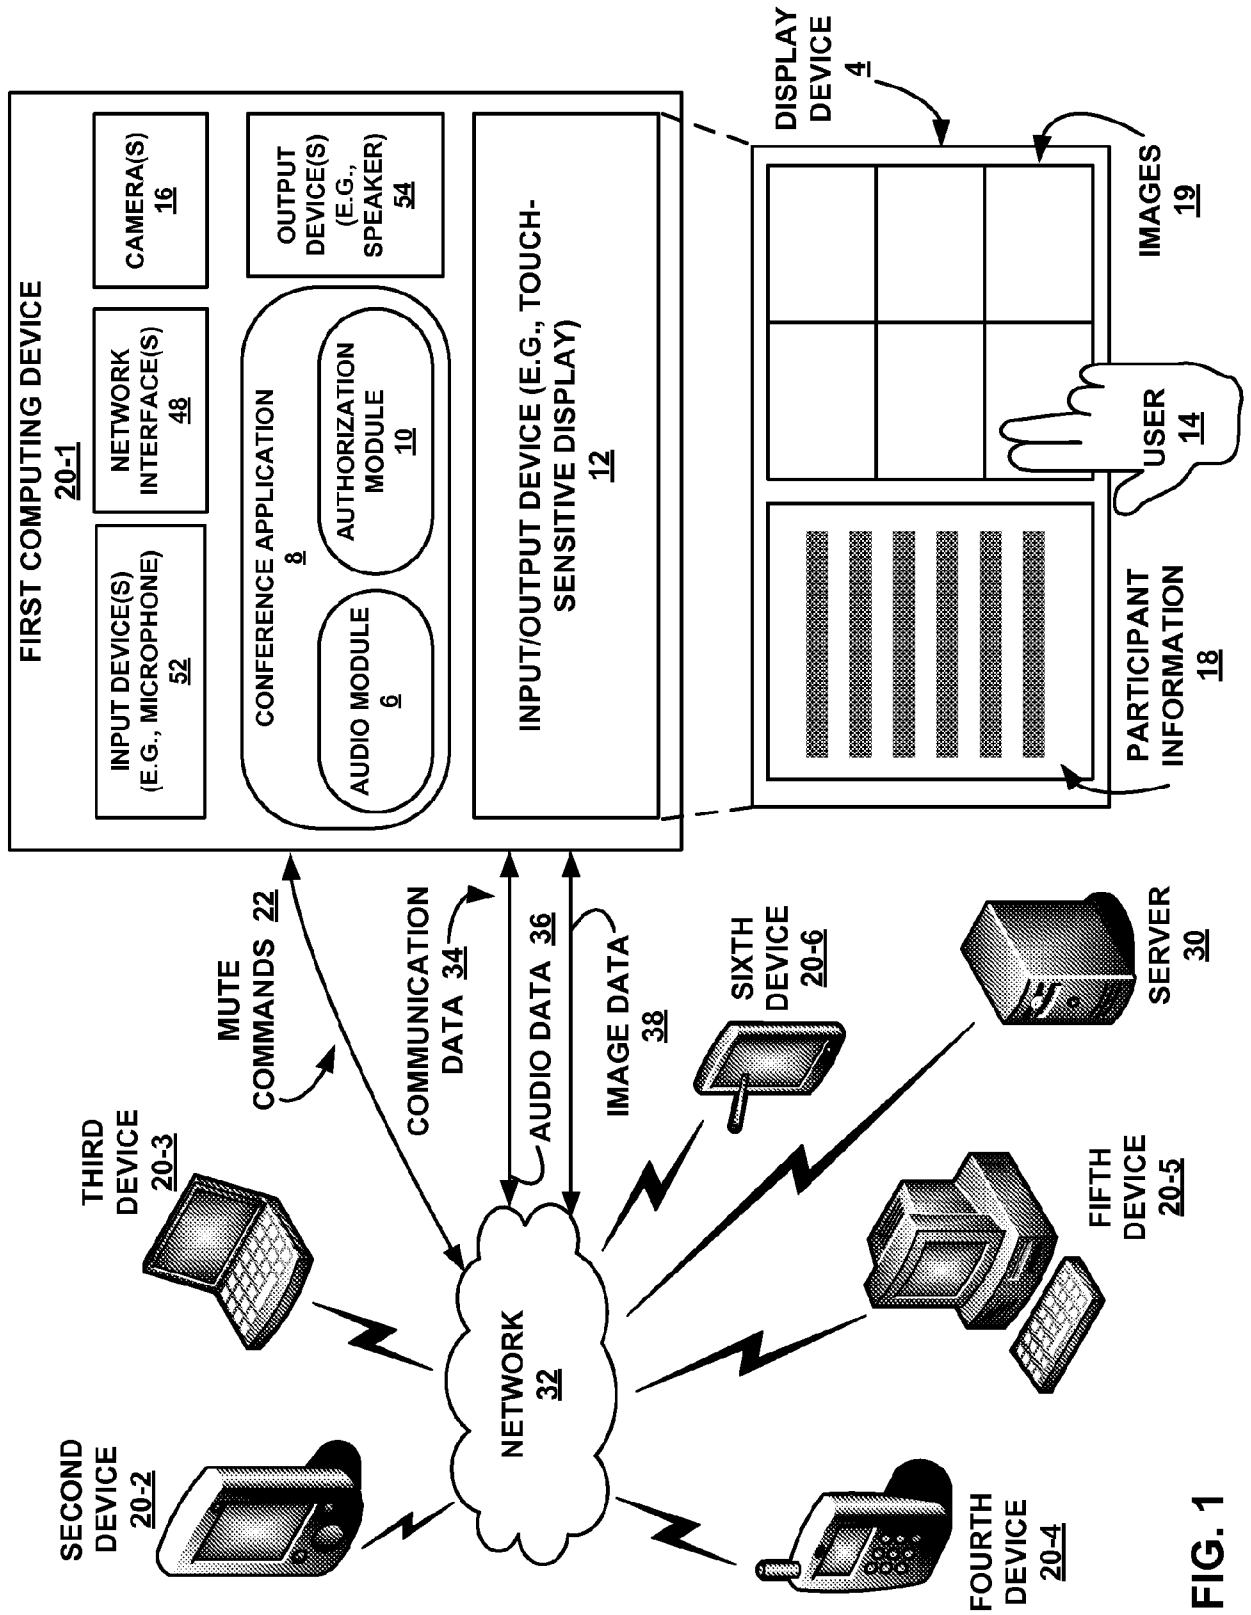 SECOND
DEVICE
20-2
THIRD
DEVICE
20-3
MUTE
COMMANDS 22
COMMUNICATION
DATA 34
AUDIO DATA 36
IMAGE DATA
38
NETWORK
32
FOURTH
DEVICE
20-4
FIFTH
DEVICE
20-5
SIXTH
DEVICE
20-6
SERVER
30
FIRST COMPUTING DEVICE
20-1
INPUT DEVICE(S)
(E.G., MICROPHONE)
52
NETWORK
INTERFACE(S)
48
CAMERA(S)
16
CONFERENCE APPLICATION
8
AUDIO MODULE
6
AUTHORIZATION
MODULE
10
OUTPUT
DEVICE(S)
(E.G.,
SPEAKER)
54
INPUT/OUTPUT DEVICE (E.G., TOUCH-
SENSITIVE DISPLAY)
12
DISPLAY
DEVICE
4
USER
14
PARTICIPANT
INFORMATION
18
IMAGES
19
FIG. 1